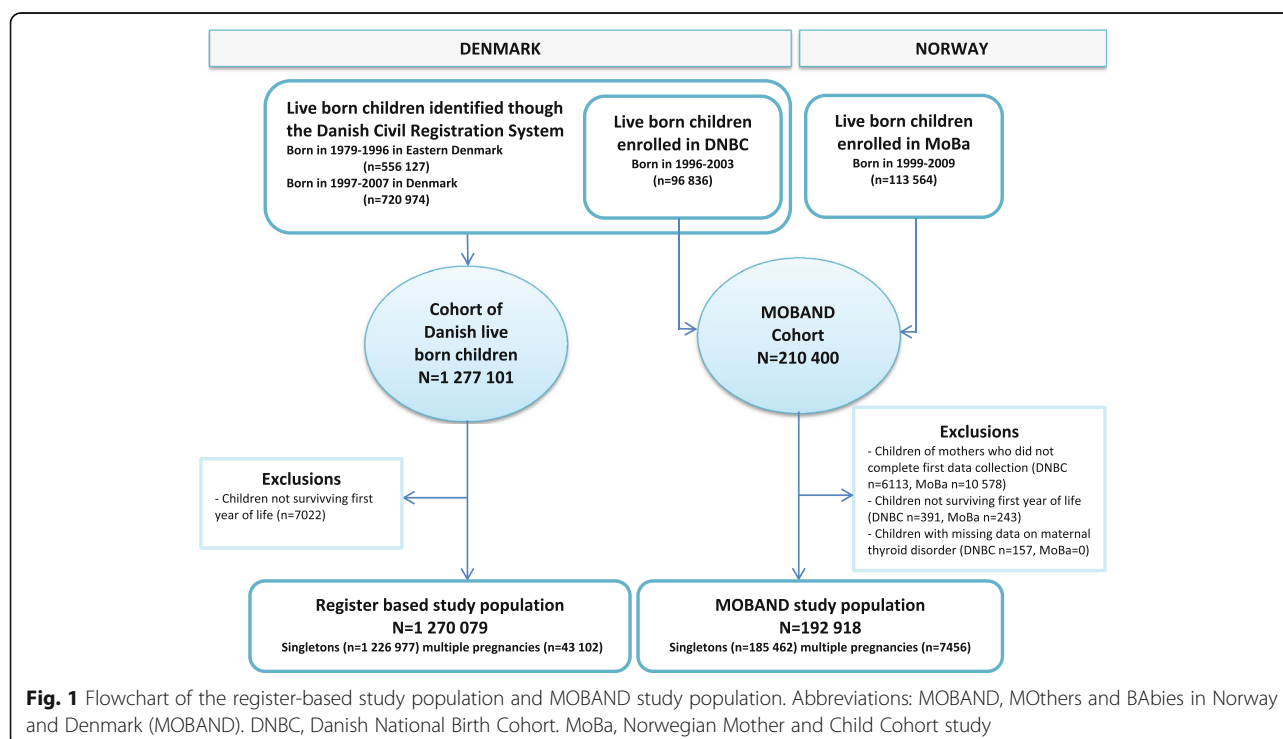 DENMARK
NORWAY
Live born children identified though
the Danish Civil Registration System
Born in 1979-1996 in Eastern Denmark
(n=556 127)
Born in 1997-2007 in Denmark
(n=720 974)
Live born children
enrolled in DNBC
Born in 1996-2003
(n=96 836)
Live born children
enrolled in MoBa
Born in 1999-2009
(n=113 564)
Cohort of
Danish live
born children
N=1 277 101
MOBAND
Cohort
N=210 400
Exclusions
- Children not survivving first
year of life (n=7022)
Exclusions
- Children of mothers who did not
complete first data collection (DNBC
n=6113, MoBa n=10 578)
- Children not surviving first year of life
(DNBC n=391, MoBa n=243)
- Children with missing data on maternal
thyroid disorder (DNBC n=157, MoBa=0)
Register based study population
N=1 270 079
Singletons (n=1 226 977) multiple pregnancies (n=43 102)
MOBAND study population
N=192 918
Singletons (n=185 462) multiple pregnancies (n=7456)
Fig. 1 Flowchart of the register-based study population and MOBAND study population. Abbreviations: MOBAND, MOthers and BAbies in Norway
and Denmark (MOBAND). DNBC, Danish National Birth Cohort. MoBa, Norwegian Mother and Child Cohort study